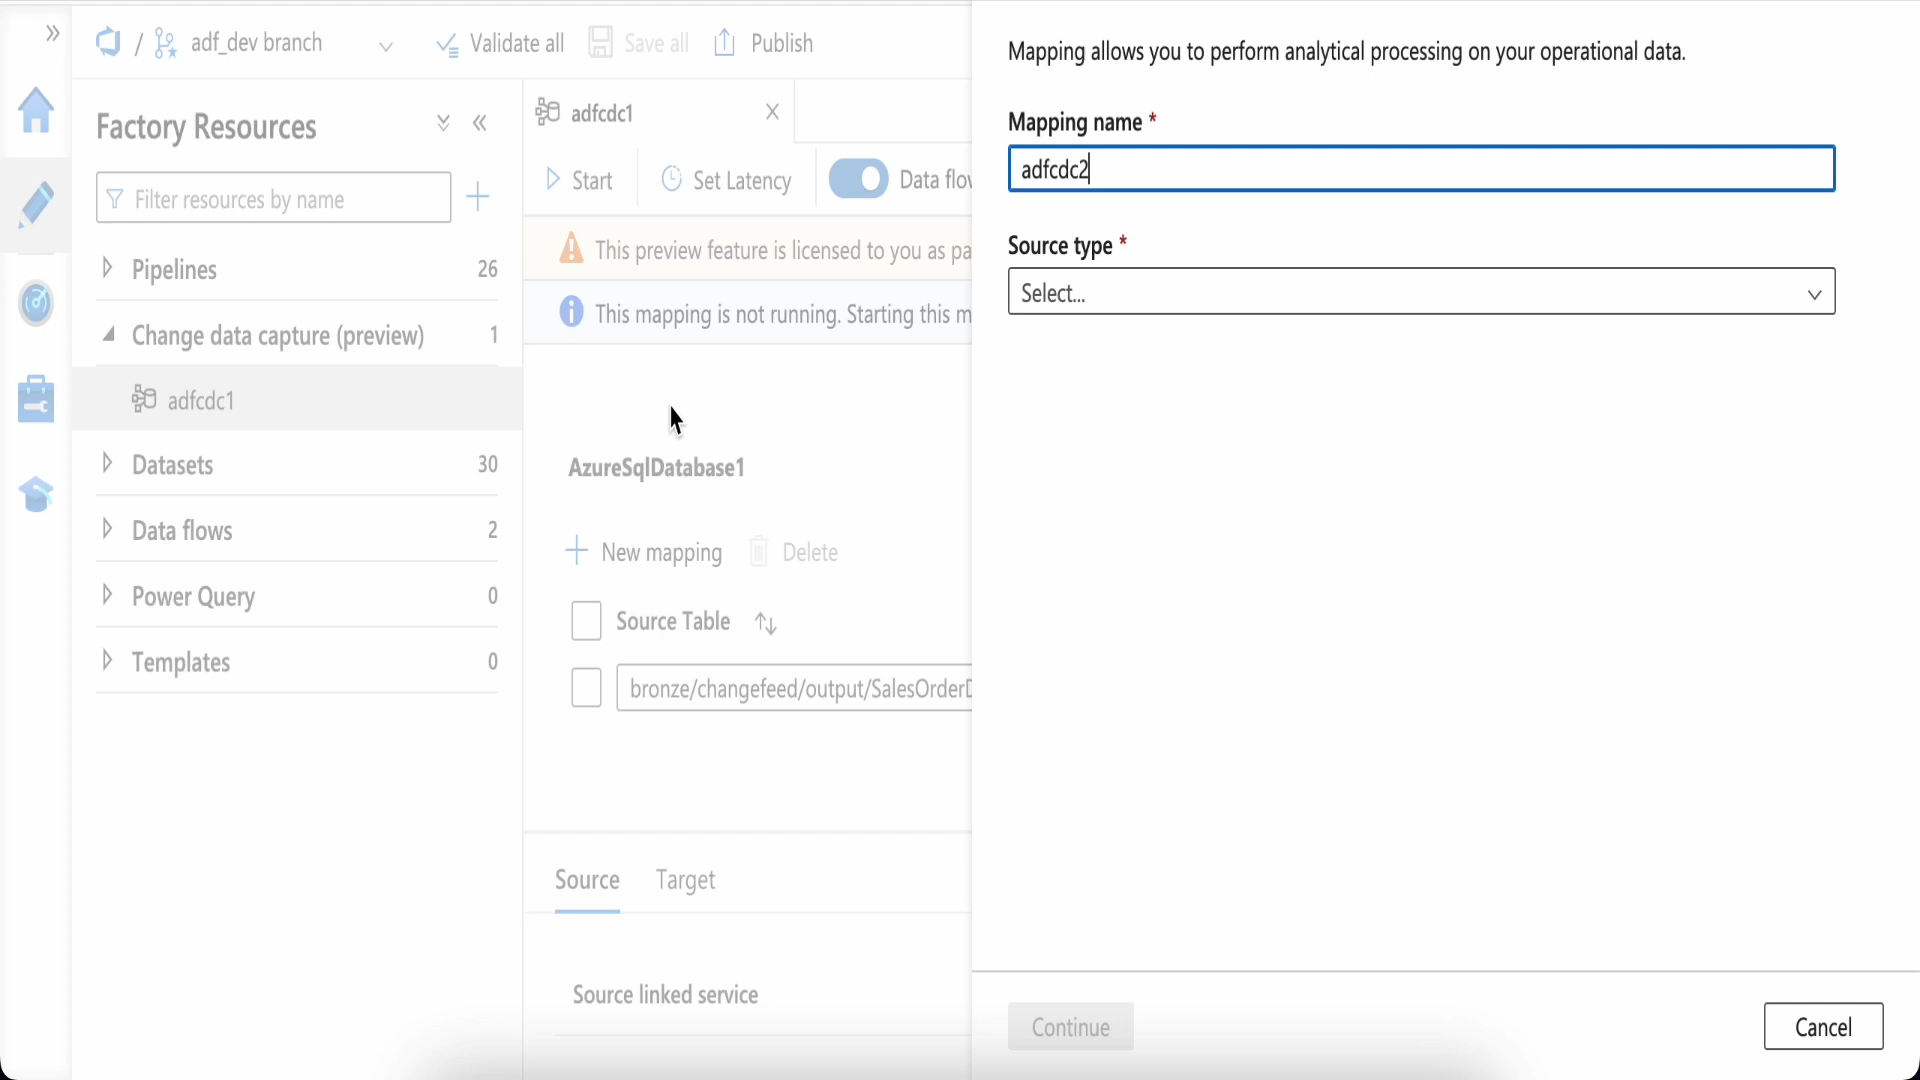 / adf_dev branch
Validate all
Save all
Publish
Factory Resources
Filter resources by name
Pipelines 26
Change data capture (preview) 1
adfcdc1
Datasets 30
Data flows 2
Power Query 0
Templates 0
adfcdc1
Start
Set Latency
Data flow
This preview feature is licensed to you as pa
This mapping is not running. Starting this m
AzureSqlDatabase1
New mapping
Delete
Source Table
bronze/changefeed/output/SalesOrderD
Source
Target
Source linked service
Mapping allows you to perform analytical processing on your operational data.
Mapping name *
adfcdc2
Source type *
Select...
Continue
Cancel